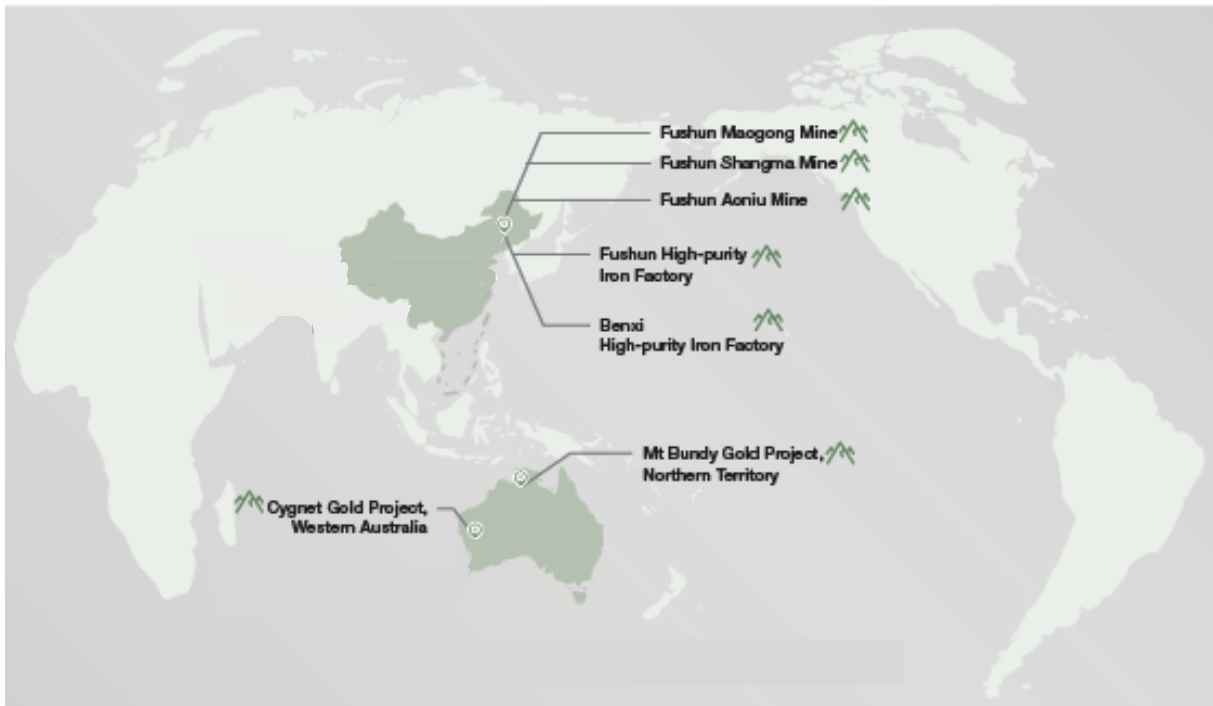 Fushun Maogong Mine
Fushun Shangma Mine
Fushun Aoniu Mine
Fushun High-purity
Iron Factory
Benxi
High-purity Iron Factory
Mt Bundy Gold Project,
Northern Territory
Cygnet Gold Project,
Western Australia